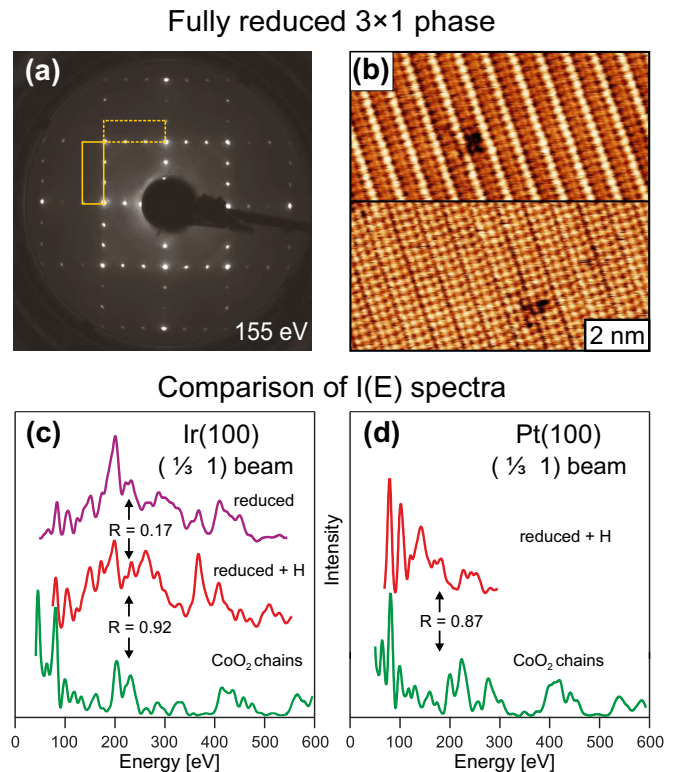 Fully reduced 3×1 phase
(a)
155 eV
(b)
2 nm
Comparison of I(E) spectra
(c)
Ir(100)
( ⅓ 1) beam
reduced
R = 0.17
reduced + H
R = 0.92
CoO₂ chains
0 100 200 300 400 500 600
Energy [eV]
(d)
Pt(100)
( ⅓ 1) beam
Intensity
reduced + H
R = 0.87
CoO₂ chains
0 100 200 300 400 500 600
Energy [eV]